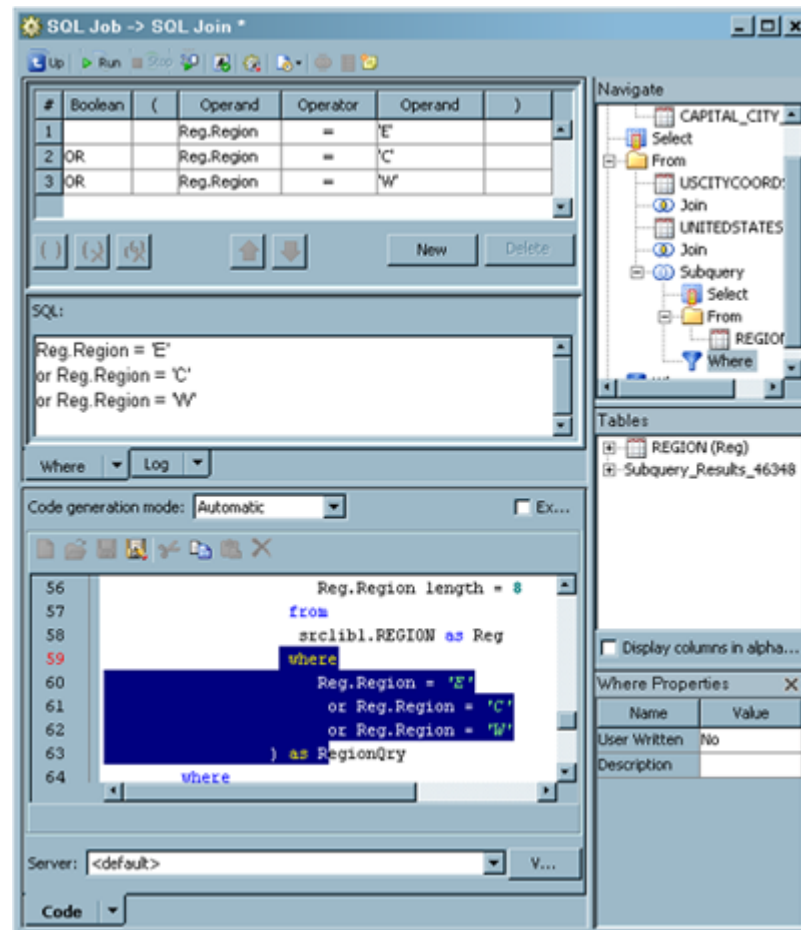 SQL Job -> SQL Join *
Up Run Stop
# Boolean ( Operand Operator Operand )
1 Reg.Region = 'E'
2 OR Reg.Region = 'C'
3 OR Reg.Region = 'W'
New Delete
SQL:
Reg.Region = 'E'
or Reg.Region = 'C'
or Reg.Region = 'W'
Where Log
Code generation mode: Automatic Ex...
56 Reg.Region length = 8
57 from
58 srclib1.REGION as Reg
59 where
60 Reg.Region = 'E'
61 or Reg.Region = 'C'
62 or Reg.Region = 'W'
63 ) as RegionQry
64 where
Server: <default> V...
Code
Navigate
CAPITAL_CITY_
Select
From
USCITYCOORDS
Join
UNITEDSTATES
Join
Subquery
Select
From
REGION
Where
Tables
REGION (Reg)
Subquery_Results_46348
Display columns in alpha...
Where Properties
Name Value
User Written No
Description